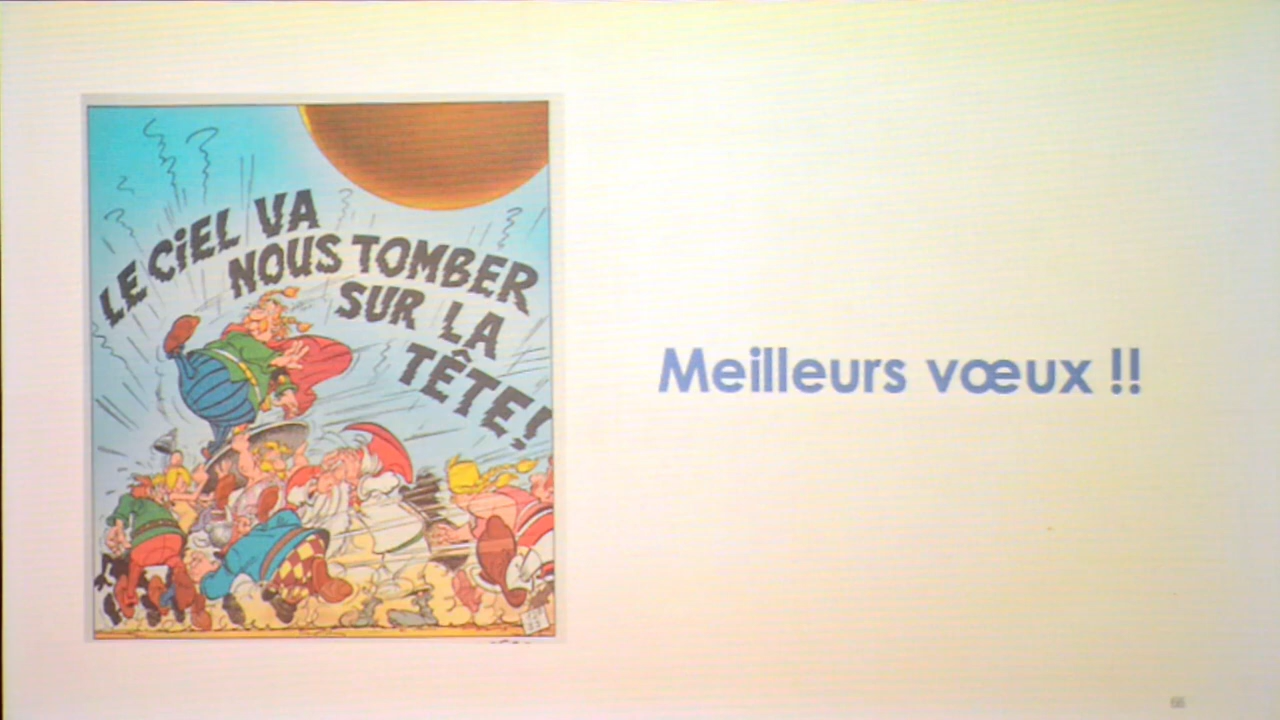 LE CiEL VA
NOUS TOMBER
SUR LA
TÊTE!
Meilleurs vœux !!